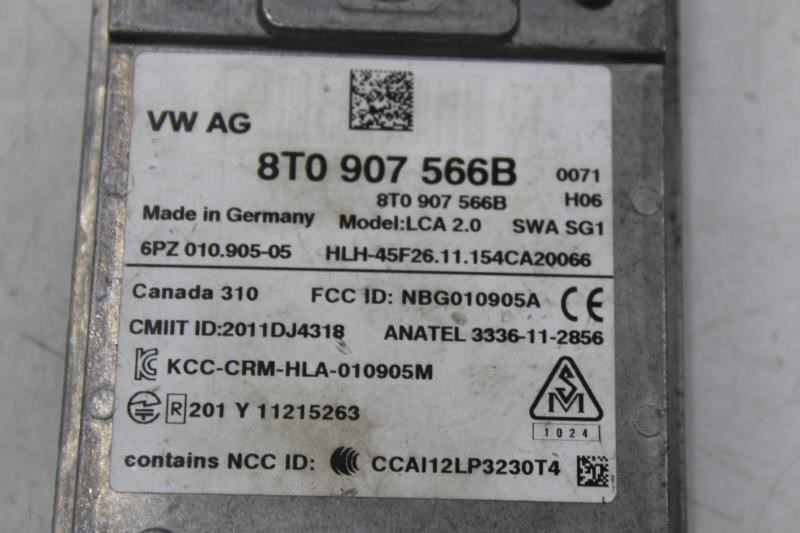 VW AG
8T0 907 566B 0071
8T0 907 566B H06
Made in Germany Model:LCA 2.0 SWA SG1
6PZ 010.905-05 HLH-45F26.11.154CA20066
Canada 310 FCC ID: NBG010905A CE
CMIIT ID:2011DJ4318 ANATEL 3336-11-2856
KCC-CRM-HLA-010905M
R 201 Y 11215263
S M
1024
contains NCC ID: CCAI12LP3230T4